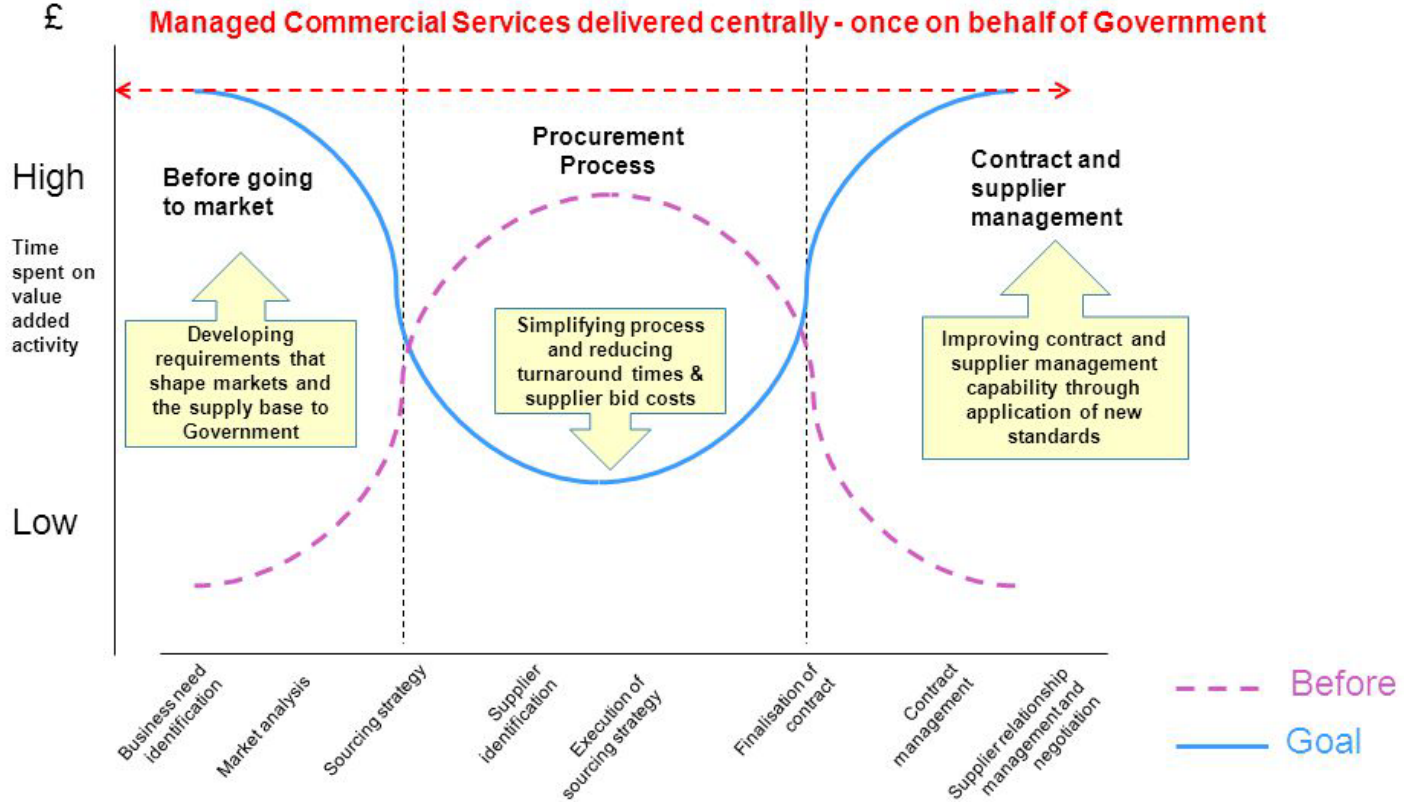 £
Managed Commercial Services delivered centrally - once on behalf of Government
High
Time
spent on
value
added
activity
Low
Before going
to market
Developing
requirements that
shape markets and
the supply base to
Government
Procurement
Process
Simplifying process
and reducing
turnaround times &
supplier bid costs
Contract and
supplier
management
Improving contract and
supplier management
capability through
application of new
standards
Business need
identification
Market analysis
Sourcing strategy
Supplier
identification
Execution of
sourcing strategy
Finalisation of
contract
Contract
management
Supplier relationship
management and
negotiation
Before
Goal